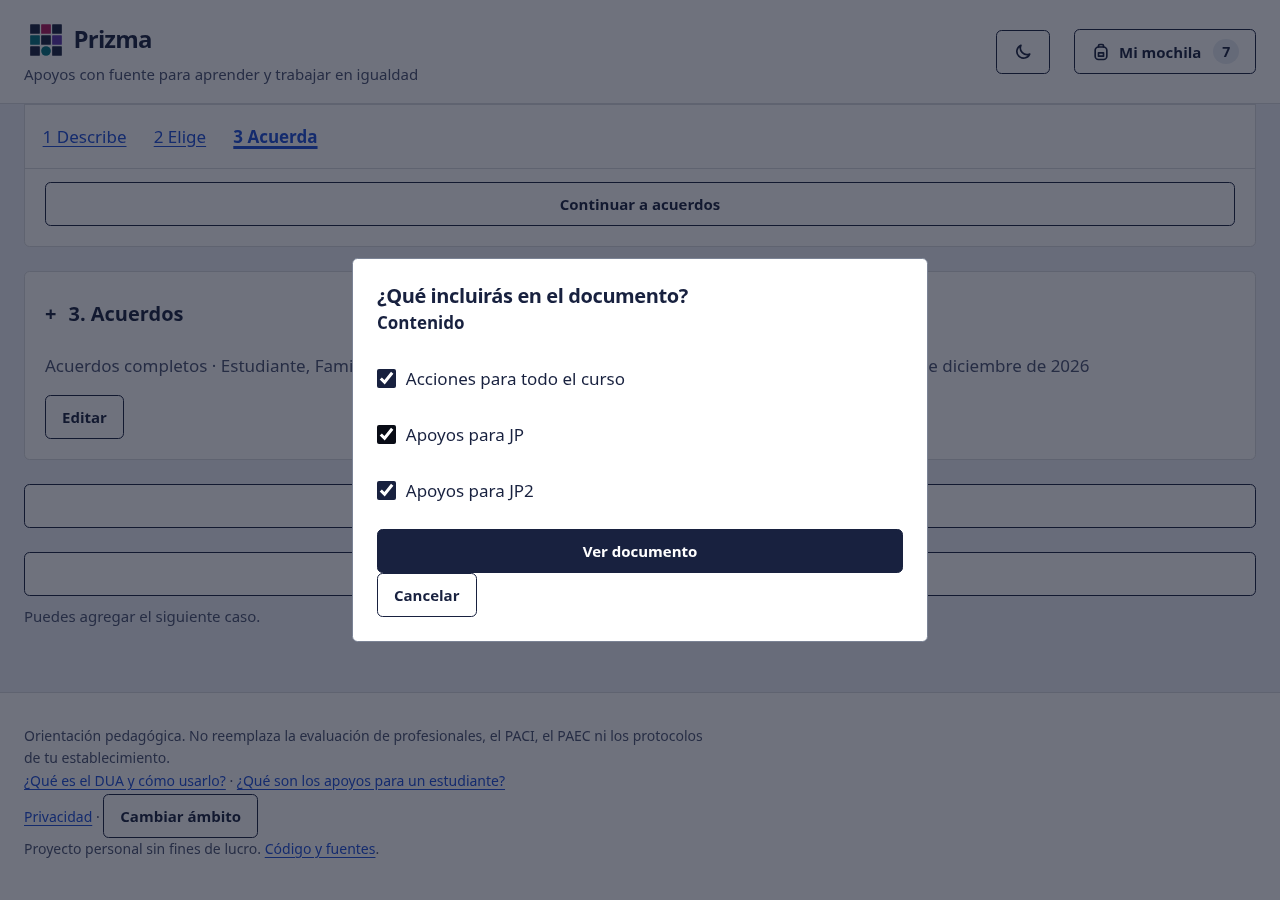 Prizma
Apoyos con fuente para aprender y trabajar en igualdad
Mi mochila 7
1 Describe 2 Elige 3 Acuerda
Continuar a acuerdos
+ 3. Acuerdos
Acuerdos completos · Estudiante, e diciembre de 2026
Editar
¿Qué incluirás en el documento?
Contenido
Acciones para todo el curso
Apoyos para JP
Apoyos para JP2
Ver documento
Cancelar
Puedes agregar el siguiente caso.
Orientación pedagógica. No reemplaza la evaluación de profesionales, el PACI, el PAEC ni los protocolos
de tu establecimiento.
¿Qué es el DUA y cómo usarlo? · ¿Qué son los apoyos para un estudiante?
Privacidad · Cambiar ámbito
Proyecto personal sin fines de lucro. Código y fuentes.